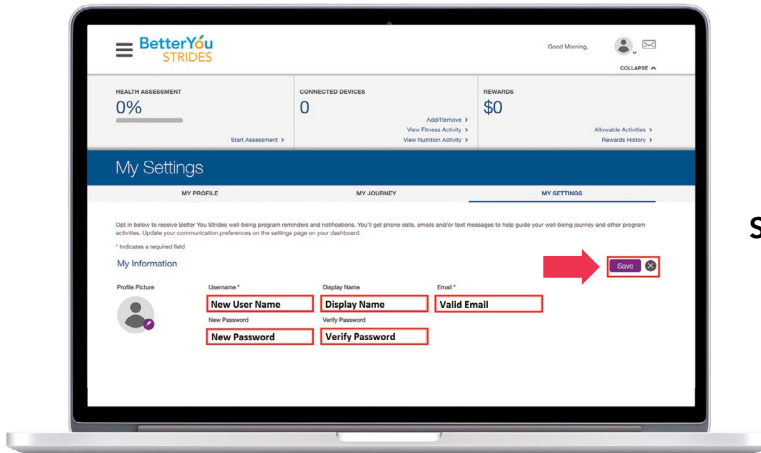 BetterYóu
STRIDES
Good Morning,
COLLAPSE
HEALTH ASSESSMENT
0%
Start Assessment >
CONNECTED DEVICES
0
Add/Remove >
View Fitness Activity >
View Nutrition Activity >
REWARDS
$0
Allowable Activities >
Rewards History >
My Settings
MY PROFILE
MY JOURNEY
MY SETTINGS
Opt in below to receive Better You Strides well-being program reminders and notifications. You'll get phone calls, emails and/or text messages to help guide your well-being journey and other program
activities. Update your communication preferences on the settings page on your dashboard.
* Indicates a required field
My Information
Save
Profile Picture
Username *
Display Name
Email *
New User Name
Display Name
Valid Email
New Password
Verify Password
New Password
Verify Password
S